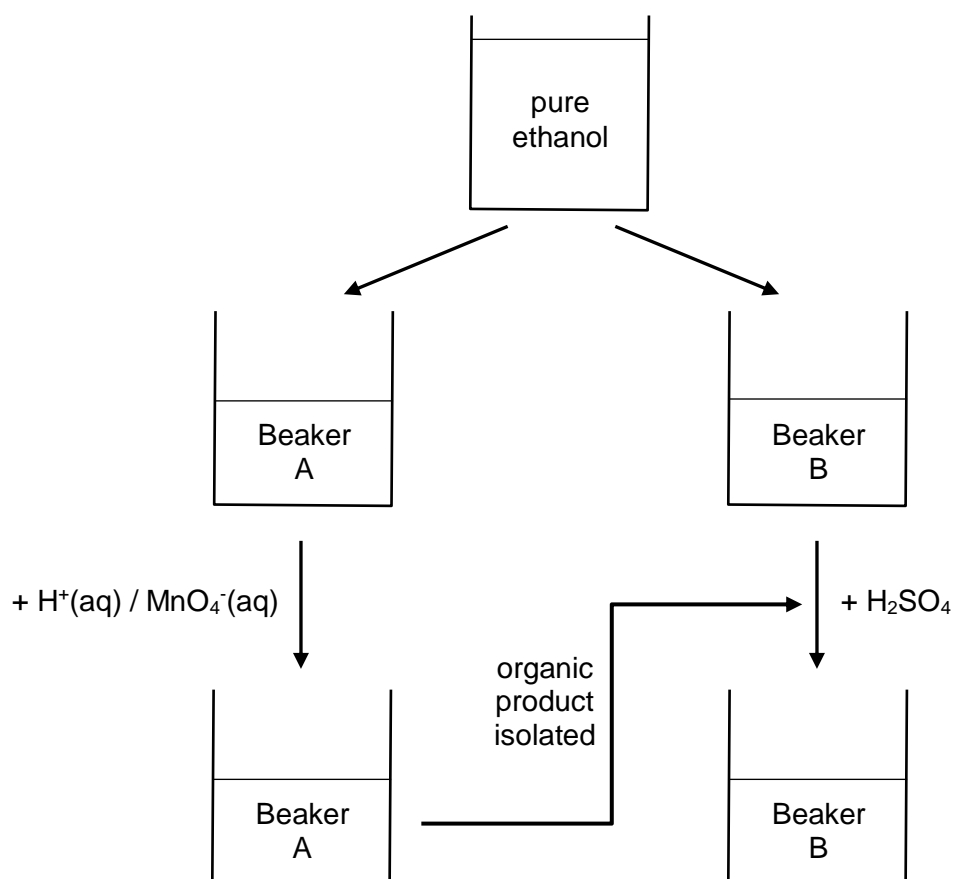 pure
ethanol
Beaker
A
Beaker
B
+ H⁺(aq) / MnO₄⁻(aq)
+ H₂SO₄
organic
product
isolated
Beaker
A
Beaker
B